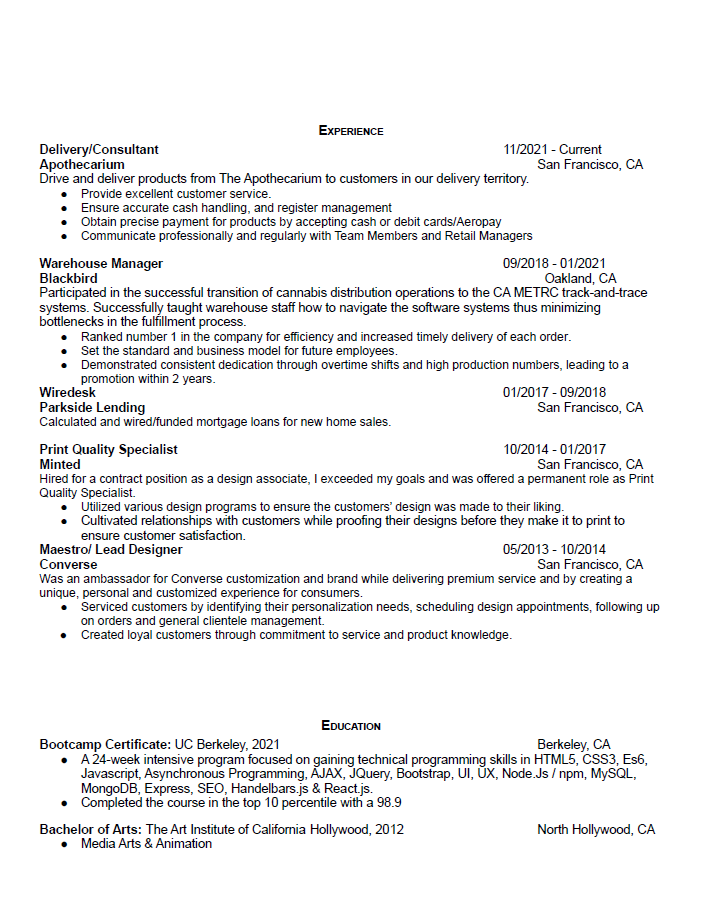 EXPERIENCE
Delivery/Consultant 11/2021 - Current
Apothecarium San Francisco, CA
Drive and deliver products from The Apothecarium to customers in our delivery territory.
● Provide excellent customer service.
● Ensure accurate cash handling, and register management
● Obtain precise payment for products by accepting cash or debit cards/Aeropay
● Communicate professionally and regularly with Team Members and Retail Managers
Warehouse Manager 09/2018 - 01/2021
Blackbird Oakland, CA
Participated in the successful transition of cannabis distribution operations to the CA METRC track-and-trace
systems. Successfully taught warehouse staff how to navigate the software systems thus minimizing
bottlenecks in the fulfillment process.
● Ranked number 1 in the company for efficiency and increased timely delivery of each order.
● Set the standard and business model for future employees.
● Demonstrated consistent dedication through overtime shifts and high production numbers, leading to a
promotion within 2 years.
Wiredesk 01/2017 - 09/2018
Parkside Lending San Francisco, CA
Calculated and wired/funded mortgage loans for new home sales.
Print Quality Specialist 10/2014 - 01/2017
Minted San Francisco, CA
Hired for a contract position as a design associate, I exceeded my goals and was offered a permanent role as Print
Quality Specialist.
● Utilized various design programs to ensure the customers' design was made to their liking.
● Cultivated relationships with customers while proofing their designs before they make it to print to
ensure customer satisfaction.
Maestro/ Lead Designer 05/2013 - 10/2014
Converse San Francisco, CA
Was an ambassador for Converse customization and brand while delivering premium service and by creating a
unique, personal and customized experience for consumers.
● Serviced customers by identifying their personalization needs, scheduling design appointments, following up
on orders and general clientele management.
● Created loyal customers through commitment to service and product knowledge.
EDUCATION
Bootcamp Certificate: UC Berkeley, 2021 Berkeley, CA
● A 24-week intensive program focused on gaining technical programming skills in HTML5, CSS3, Es6,
Javascript, Asynchronous Programming, AJAX, JQuery, Bootstrap, UI, UX, Node.Js / npm, MySQL,
MongoDB, Express, SEO, Handelbars.js & React.js.
● Completed the course in the top 10 percentile with a 98.9
Bachelor of Arts: The Art Institute of California Hollywood, 2012 North Hollywood, CA
● Media Arts & Animation